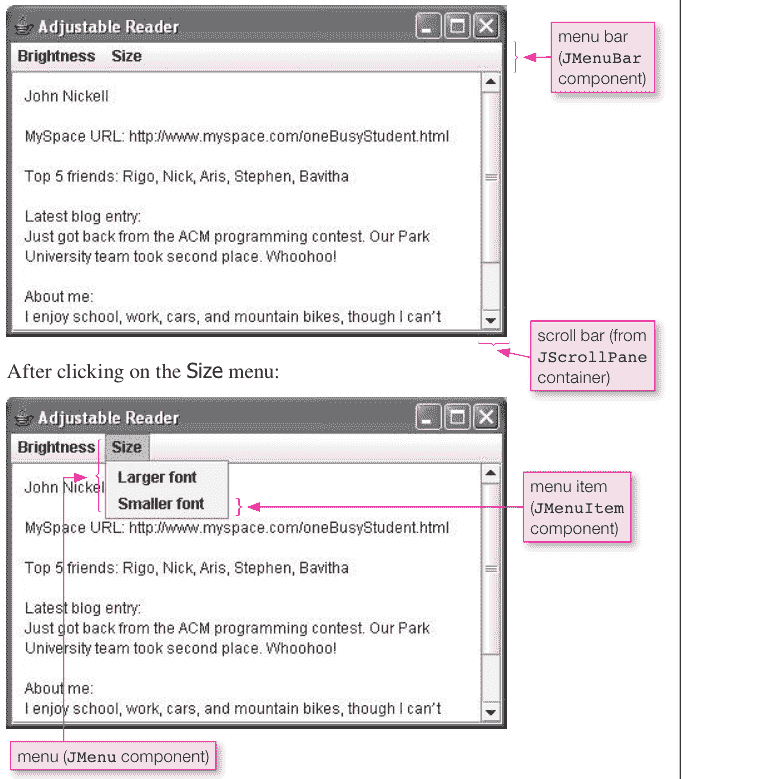 Adjustable Reader
Brightness Size
menu bar
(JMenuBar
component)
John Nickell
MySpace URL: http://www.myspace.com/oneBusyStudent.html
Top 5 friends: Rigo, Nick, Aris, Stephen, Bavitha
Latest blog entry:
Just got back from the ACM programming contest. Our Park
University team took second place. Whoohoo!
About me:
I enjoy school, work, cars, and mountain bikes, though I can't
scroll bar (from
JScrollPane
container)
After clicking on the Size menu:
Adjustable Reader
Brightness Size
Larger font
Smaller font
John Nickell
menu item
(JMenuItem
component)
MySpace URL: http://www.myspace.com/oneBusyStudent.html
Top 5 friends: Rigo, Nick, Aris, Stephen, Bavitha
Latest blog entry:
Just got back from the ACM programming contest. Our Park
University team took second place. Whoohoo!
About me:
I enjoy school, work, cars, and mountain bikes, though I can't
menu (JMenu component)